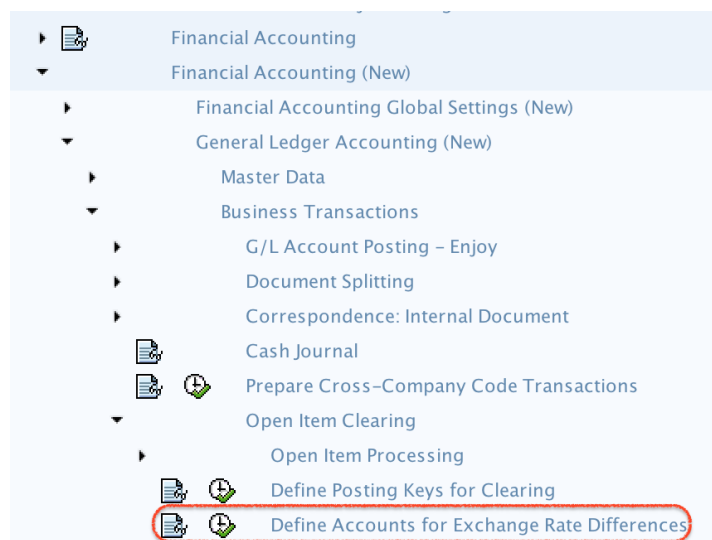 Financial Accounting
Financial Accounting (New)
Financial Accounting Global Settings (New)
General Ledger Accounting (New)
Master Data
Business Transactions
G/L Account Posting – Enjoy
Document Splitting
Correspondence: Internal Document
Cash Journal
Prepare Cross–Company Code Transactions
Open Item Clearing
Open Item Processing
Define Posting Keys for Clearing
Define Accounts for Exchange Rate Differences